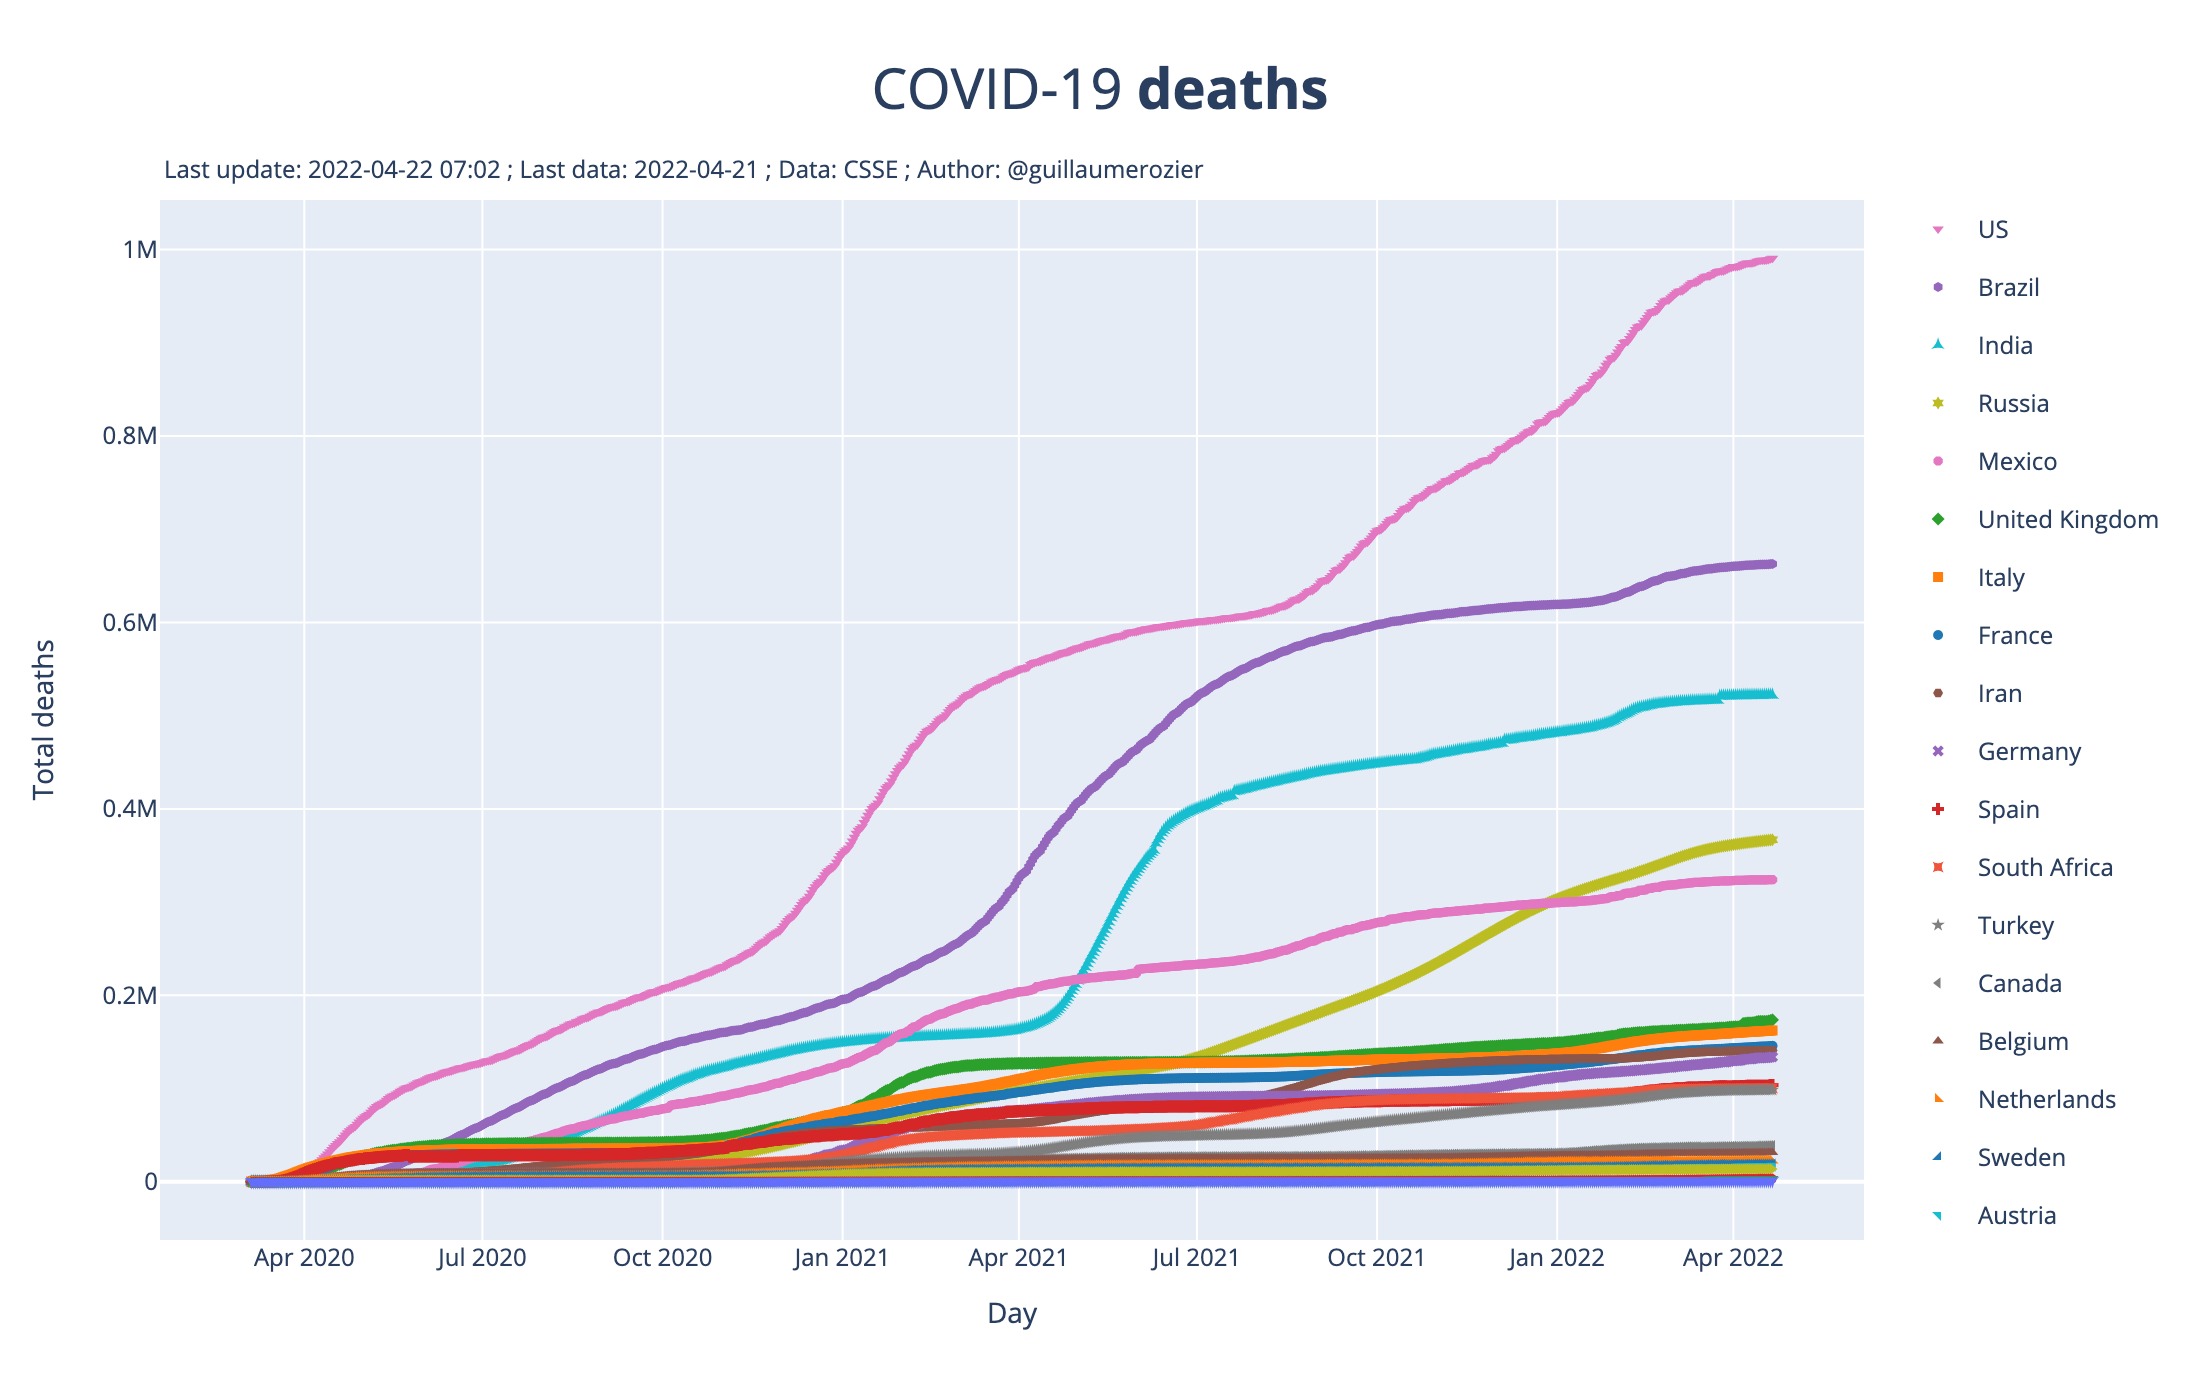 COVID-19 deaths
Last update: 2022-04-22 07:02 ; Last data: 2022-04-21 ; Data: CSSE ; Author: @guillaumerozier
1M
0.8M
0.6M
0.4M
0.2M
0
Total deaths
Apr 2020
Jul 2020
Oct 2020
Jan 2021
Apr 2021
Jul 2021
Oct 2021
Jan 2022
Apr 2022
Day
US
Brazil
India
Russia
Mexico
United Kingdom
Italy
France
Iran
Germany
Spain
South Africa
Turkey
Canada
Belgium
Netherlands
Sweden
Austria